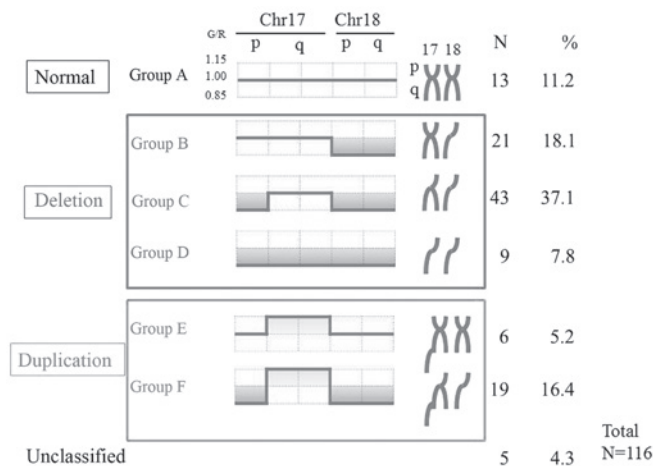 Chr17 Chr18
G/R p q p q 17 18 N %
1.15
Normal Group A 1.00 p 13 11.2
0.85 q
Group B 21 18.1
Deletion Group C 43 37.1
Group D 9 7.8
Group E 6 5.2
Duplication
Group F 19 16.4
Unclassified 5 4.3 Total
N=116